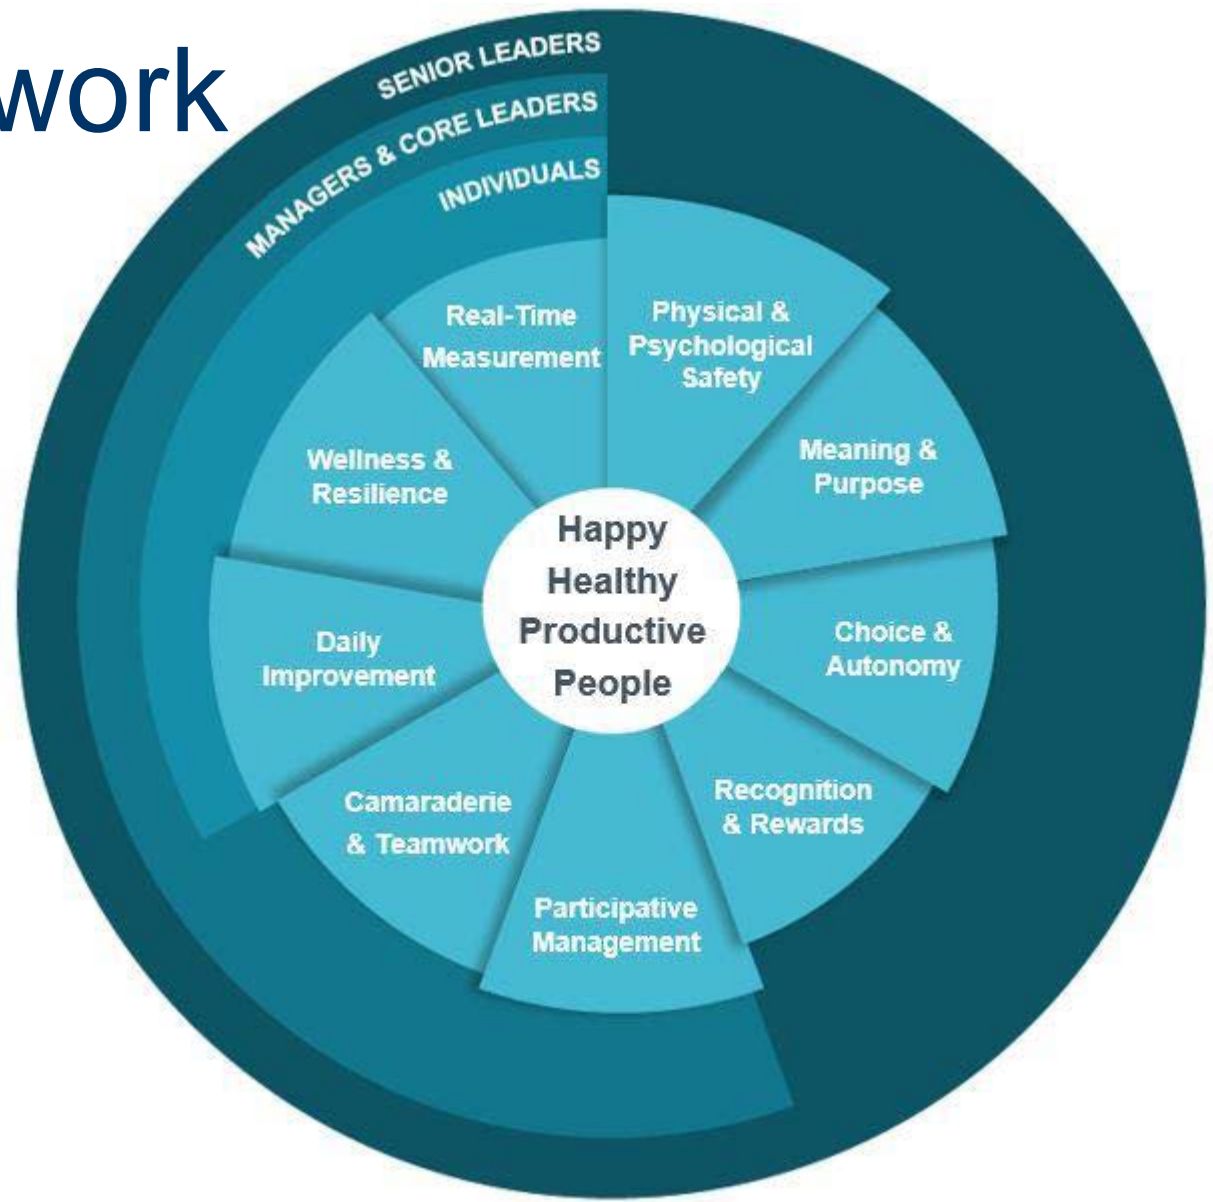 work
SENIOR LEADERS
MANAGERS & CORE LEADERS
INDIVIDUALS
Real-Time
Measurement
Physical &
Psychological
Safety
Meaning &
Purpose
Choice &
Autonomy
Recognition
& Rewards
Participative
Management
Camaraderie
& Teamwork
Daily
Improvement
Wellness &
Resilience
Happy
Healthy
Productive
People